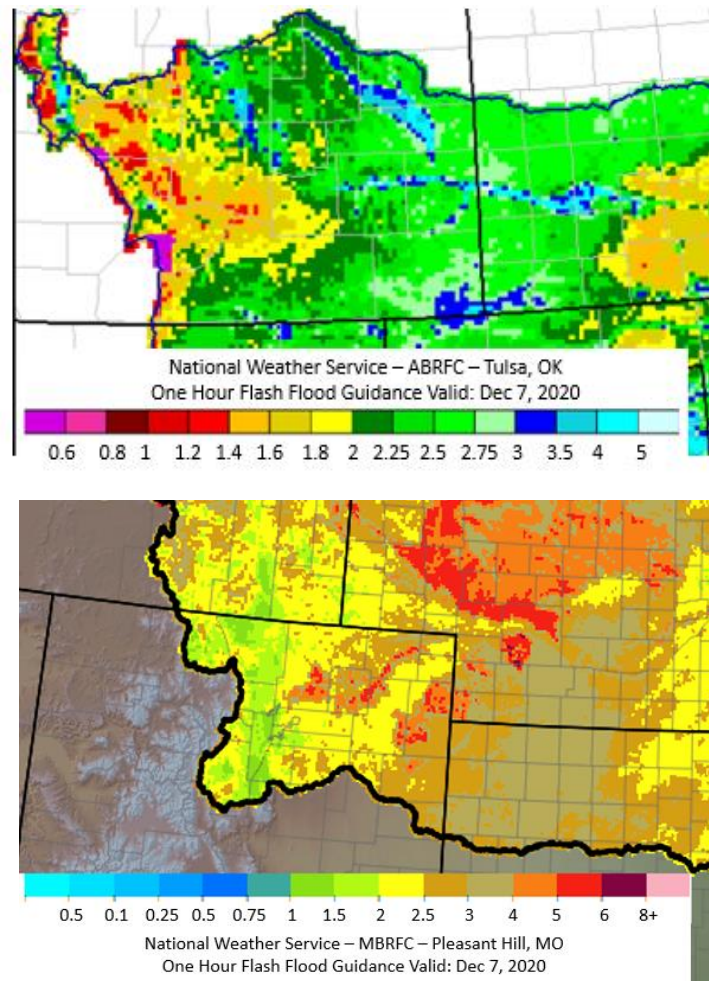 National Weather Service – ABRFC – Tulsa, OK
One Hour Flash Flood Guidance Valid: Dec 7, 2020
0.6 0.8 1 1.2 1.4 1.6 1.8 2 2.25 2.5 2.75 3 3.5 4 5
0.5 0.1 0.25 0.5 0.75 1 1.5 2 2.5 3 4 5 6 8+
National Weather Service – MBRFC – Pleasant Hill, MO
One Hour Flash Flood Guidance Valid: Dec 7, 2020